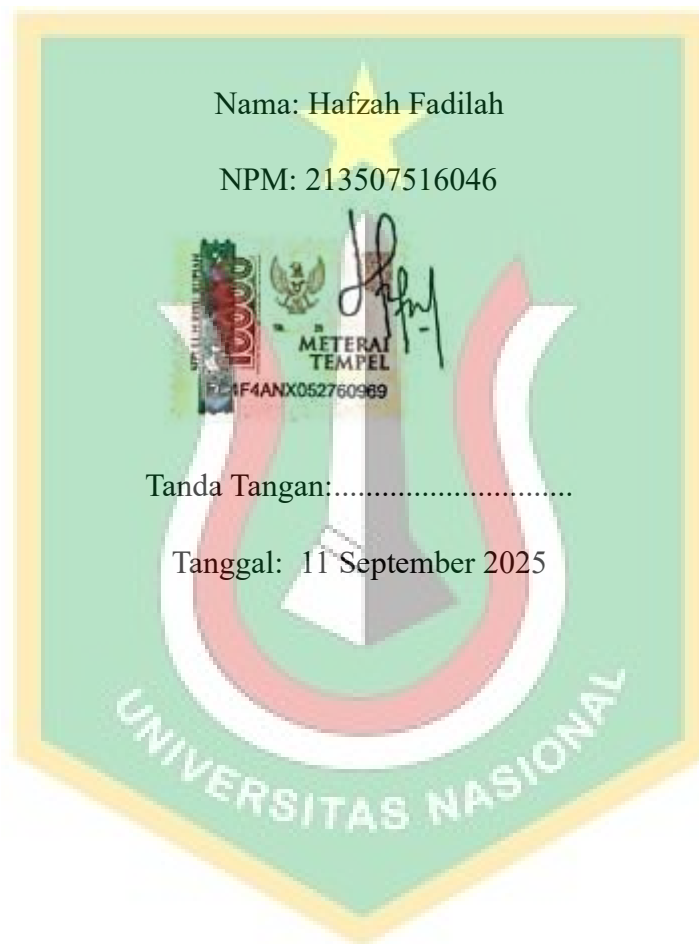 Nama: Hafzah Fadilah
NPM: 213507516046
METERAI
TEMPEL
F4ANX052760969
Tanda Tangan:..............................
Tanggal: 11 September 2025
UNIVERSITAS NASIONAL